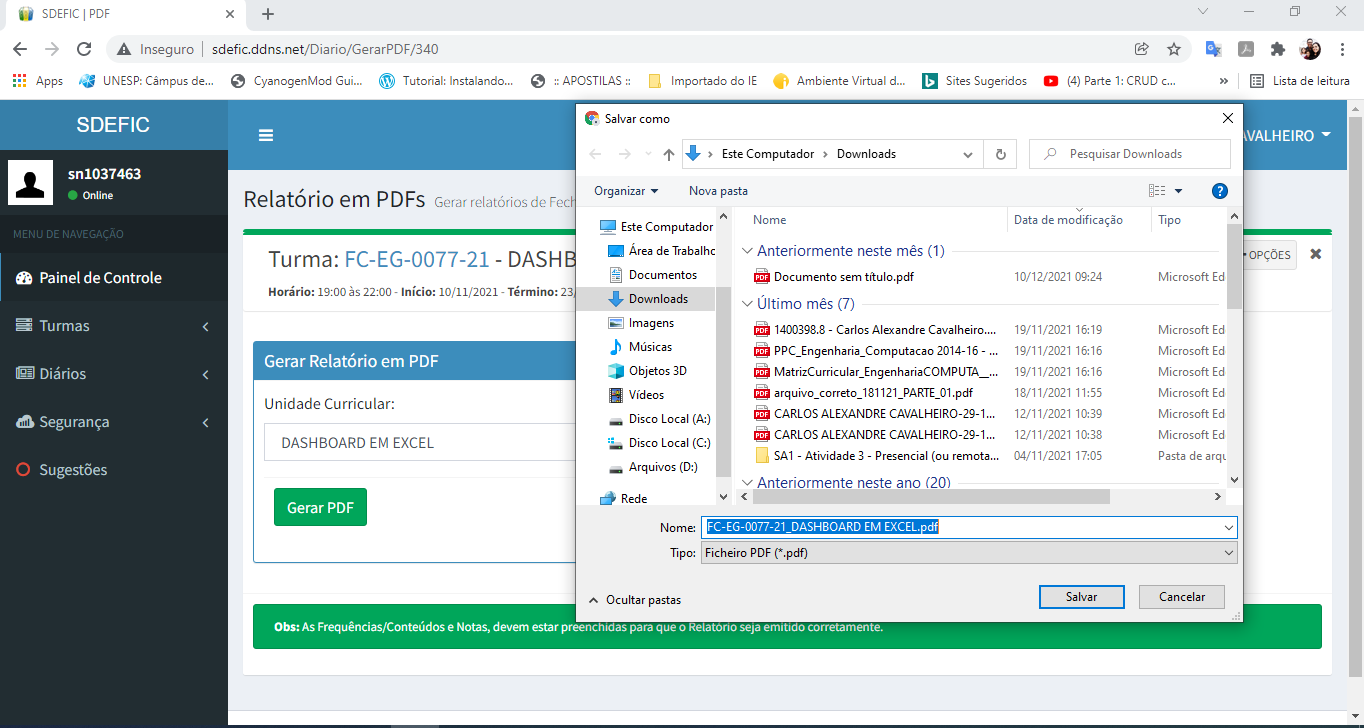 SDEFIC | PDF
Inseguro | sdefic.ddns.net/Diario/GerarPDF/340
Apps UNESP: Câmpus de... CyanogenMod Gui... Tutorial: Instalando... :: APOSTILAS :: Importado do IE Ambiente Virtual d... Sites Sugeridos (4) Parte 1: CRUD c... » Lista de leitura
SDEFIC
AVALHEIRO
sn1037463
Online
MENU DE NAVEGAÇÃO
Painel de Controle
Turmas
Diários
Segurança
Sugestões
Relatório em PDFs Gerar relatórios de Fech
Turma: FC-EG-0077-21 - DASHB
OPÇÕES
Horário: 19:00 às 22:00 - Início: 10/11/2021 - Término: 23/
Gerar Relatório em PDF
Unidade Curricular:
DASHBOARD EM EXCEL
Gerar PDF
Obs: As Frequências/Conteúdos e Notas, devem estar preenchidas para que o Relatório seja emitido corretamente.
Salvar como
Este Computador › Downloads
Pesquisar Downloads
Organizar Nova pasta
Este Computador
Área de Trabalho
Documentos
Downloads
Imagens
Músicas
Objetos 3D
Vídeos
Disco Local (A:)
Disco Local (C:)
Arquivos (D:)
Rede
Nome Data de modificação Tipo
Anteriormente neste mês (1)
Documento sem título.pdf 10/12/2021 09:24 Microsoft Ed
Último mês (7)
1400398.8 - Carlos Alexandre Cavalheiro.... 19/11/2021 16:19 Microsoft Ed
PPC_Engenharia_Computacao 2014-16 - ... 19/11/2021 16:16 Microsoft Ed
MatrizCurricular_EngenhariaCOMPUTA__... 19/11/2021 16:16 Microsoft Ed
arquivo_correto_181121_PARTE_01.pdf 18/11/2021 11:55 Microsoft Ed
CARLOS ALEXANDRE CAVALHEIRO-29-1... 12/11/2021 10:39 Microsoft Ed
CARLOS ALEXANDRE CAVALHEIRO-29-1... 12/11/2021 10:38 Microsoft Ed
SA1 - Atividade 3 - Presencial (ou remota... 04/11/2021 17:05 Pasta de arqu
Anteriormente neste ano (20)
Nome: FC-EG-0077-21_DASHBOARD EM EXCEL.pdf
Tipo: Ficheiro PDF (*.pdf)
Ocultar pastas
Salvar Cancelar